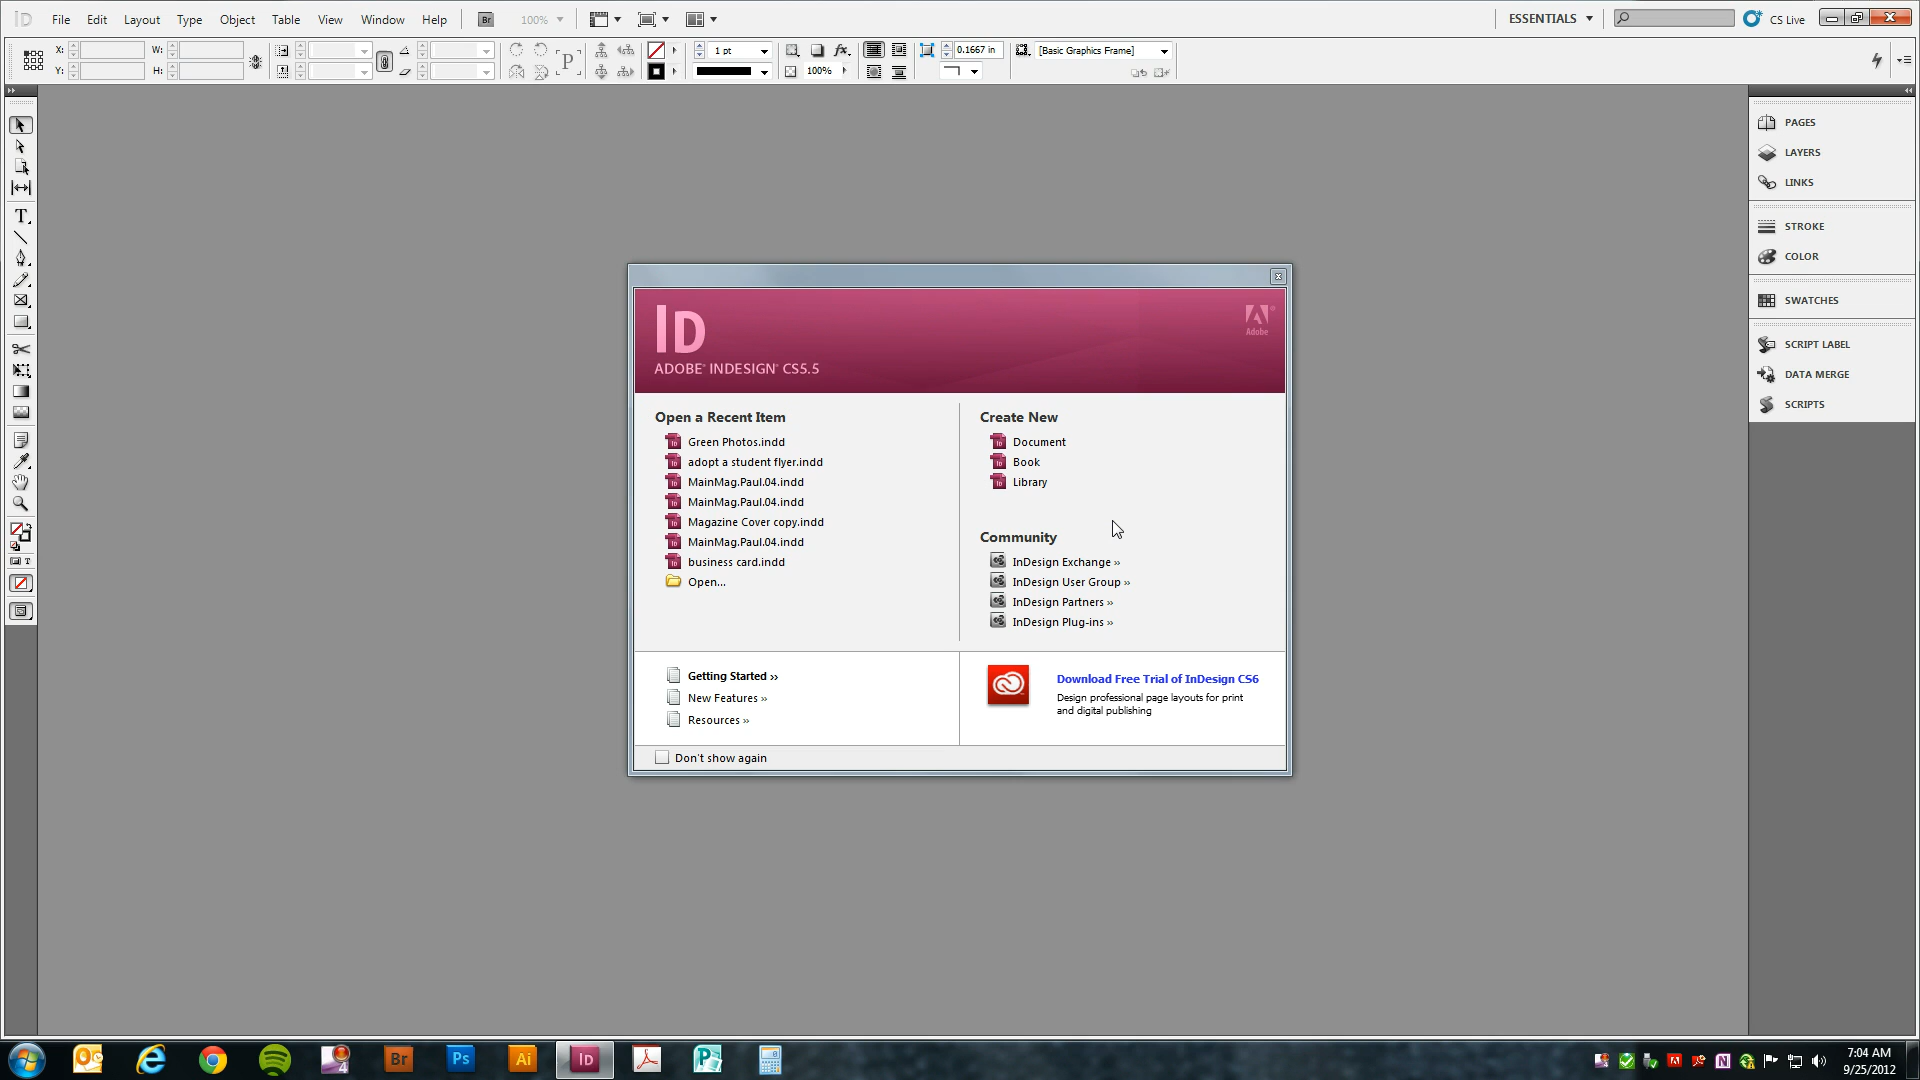 ID File Edit Layout Type Object Table View Window Help Br 100% ESSENTIALS CS Live
X: W: 1 pt fx. 0.1667 in [Basic Graphics Frame]
Y: H: P 100%
PAGES
LAYERS
LINKS
STROKE
COLOR
SWATCHES
SCRIPT LABEL
DATA MERGE
SCRIPTS
T
ID
Adobe
ADOBE® INDESIGN® CS5.5
Open a Recent Item
Green Photos.indd
adopt a student flyer.indd
MainMag.Paul.04.indd
MainMag.Paul.04.indd
Magazine Cover copy.indd
MainMag.Paul.04.indd
business card.indd
Open...
Create New
Document
Book
Library
Community
InDesign Exchange »
InDesign User Group »
InDesign Partners »
InDesign Plug-ins »
Getting Started »
New Features »
Resources »
Download Free Trial of InDesign CS6
Design professional page layouts for print
and digital publishing
Don't show again
Br Ps Ai ID
7:04 AM
9/25/2012